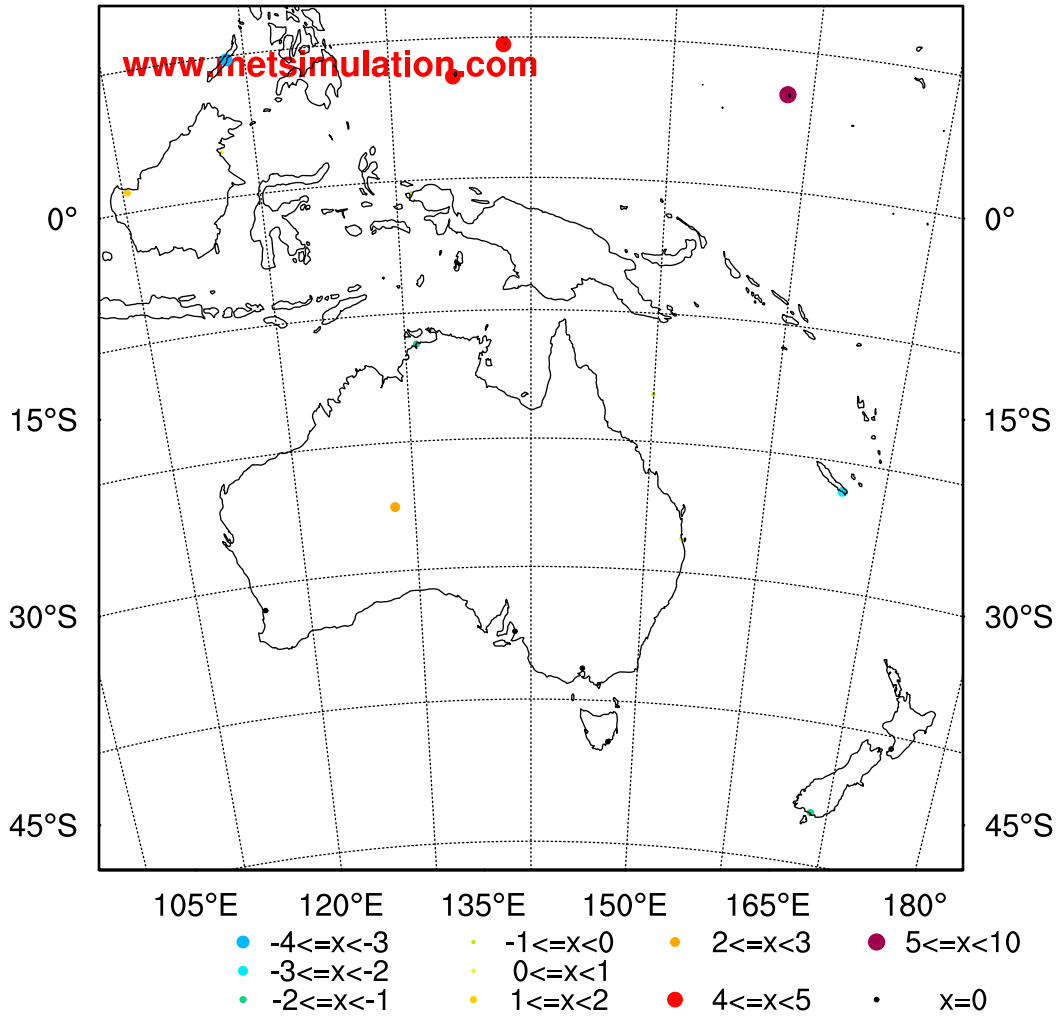 www.metsimulation.com
0° 0°
15°S 15°S
30°S 30°S
45°S 45°S
105°E 120°E 135°E 150°E 165°E 180°
-4<=x<-3 -1<=x<0 2<=x<3 5<=x<10
-3<=x<-2 0<=x<1
-2<=x<-1 1<=x<2 4<=x<5 x=0